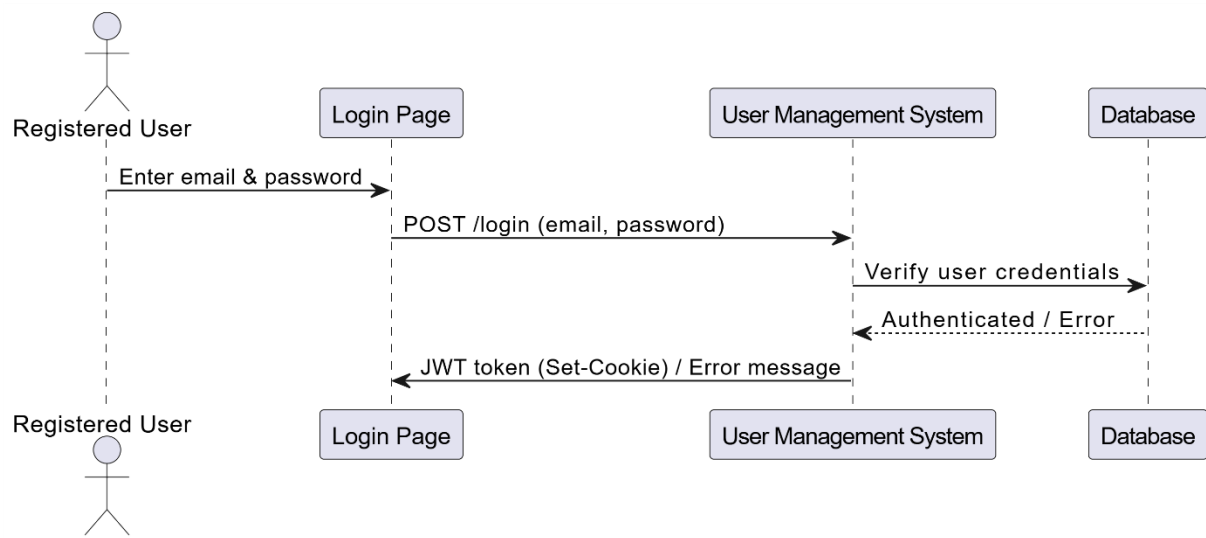 Registered User
Login Page
User Management System
Database
Enter email & password
POST /login (email, password)
Verify user credentials
Authenticated / Error
JWT token (Set-Cookie) / Error message
Registered User
Login Page
User Management System
Database